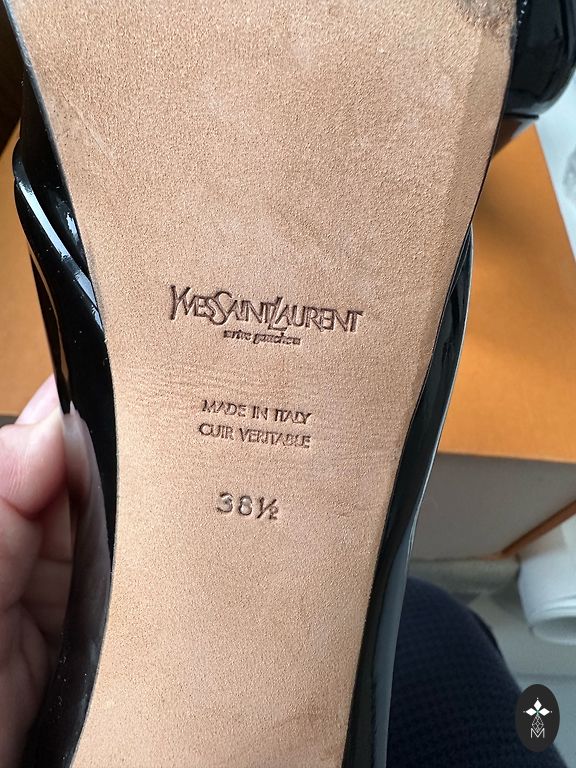 YVESSAINTLAURENT
rive gauche
MADE IN ITALY
CUIR VERITABLE
38½